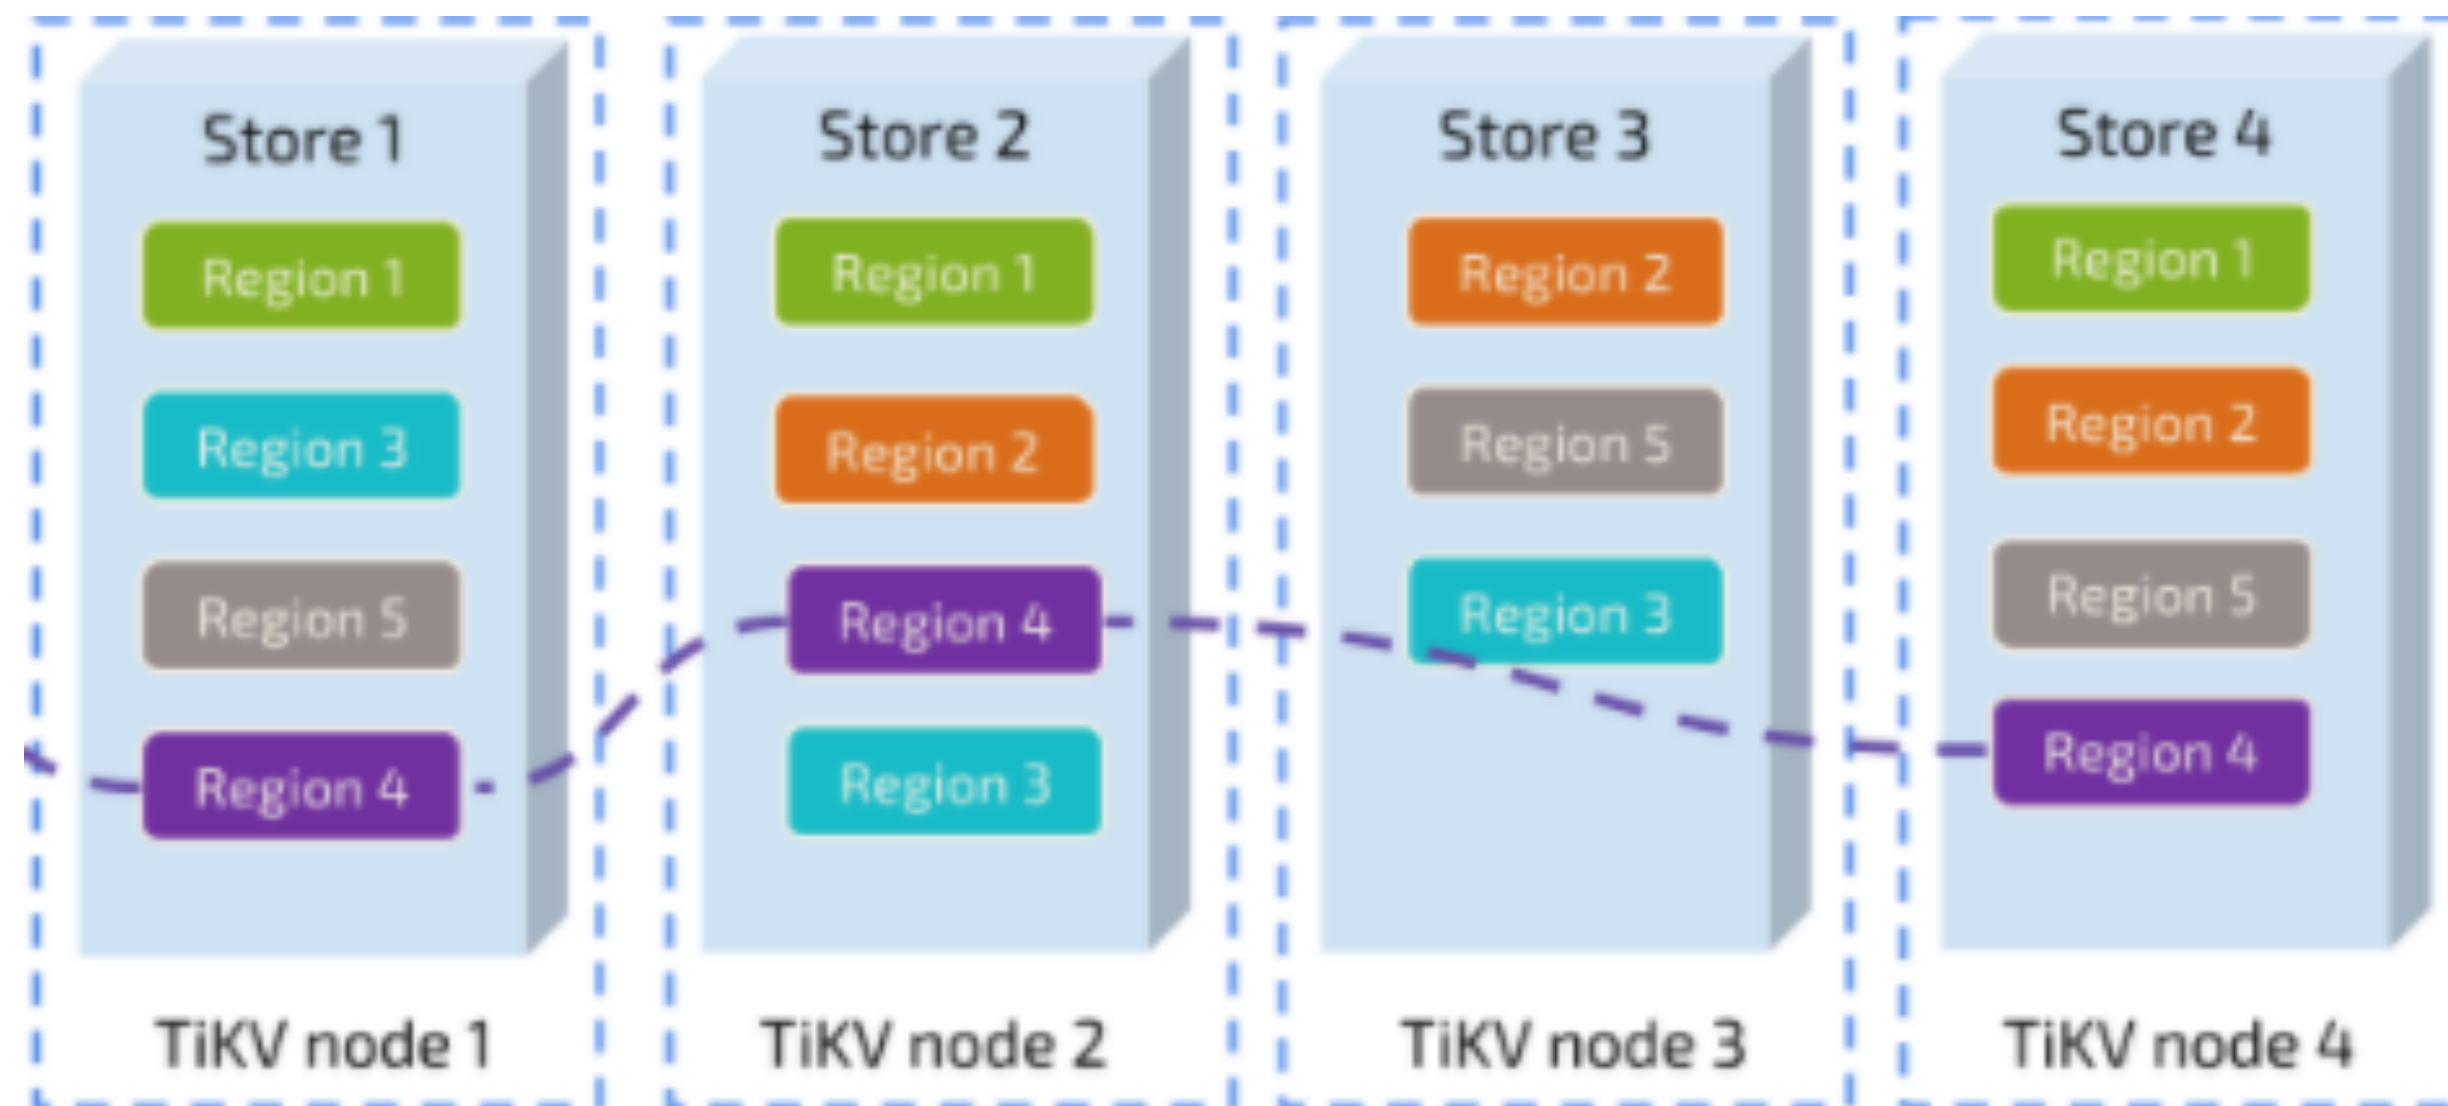 Store 1
Region 1
Region 3
Region 5
Region 4
TiKV node 1
Store 2
Region 1
Region 2
Region 4
Region 3
TiKV node 2
Store 3
Region 2
Region 5
Region 3
TiKV node 3
Store 4
Region 1
Region 2
Region 5
Region 4
TiKV node 4